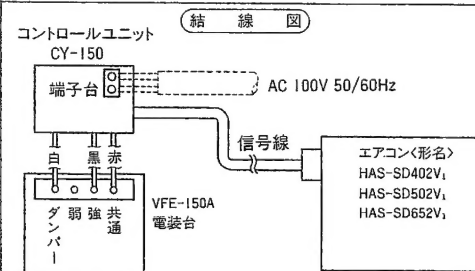 結線図
コントロールユニット
CY-150
端子台
AC 100V 50/60Hz
信号線
白 黒 赤
エアコン〈形名〉
HAS-SD402V₁
HAS-SD502V₁
HAS-SD652V₁
ダンパー 弱 強 共通
VFE-150A
電装台